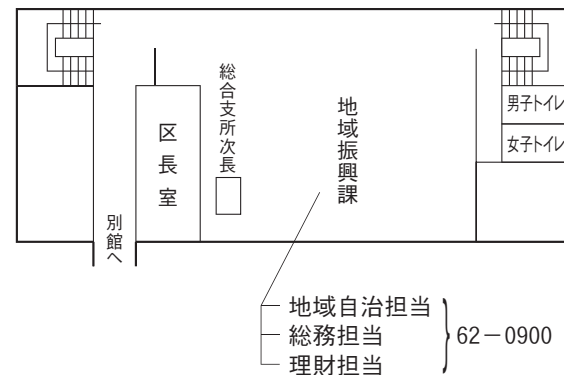 総合支所次長
地域振興課
区長室
男子トイレ
女子トイレ
別館へ
地域自治担当
総務担当
理財担当
62－0900